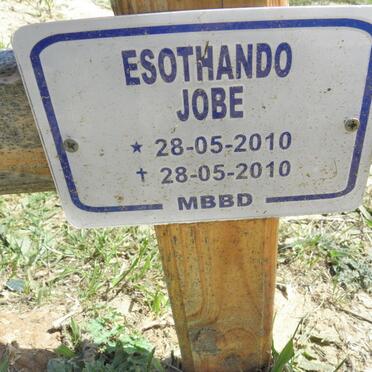 ESOTHANDO
JOBE
★ 28-05-2010
✝ 28-05-2010
MBBD